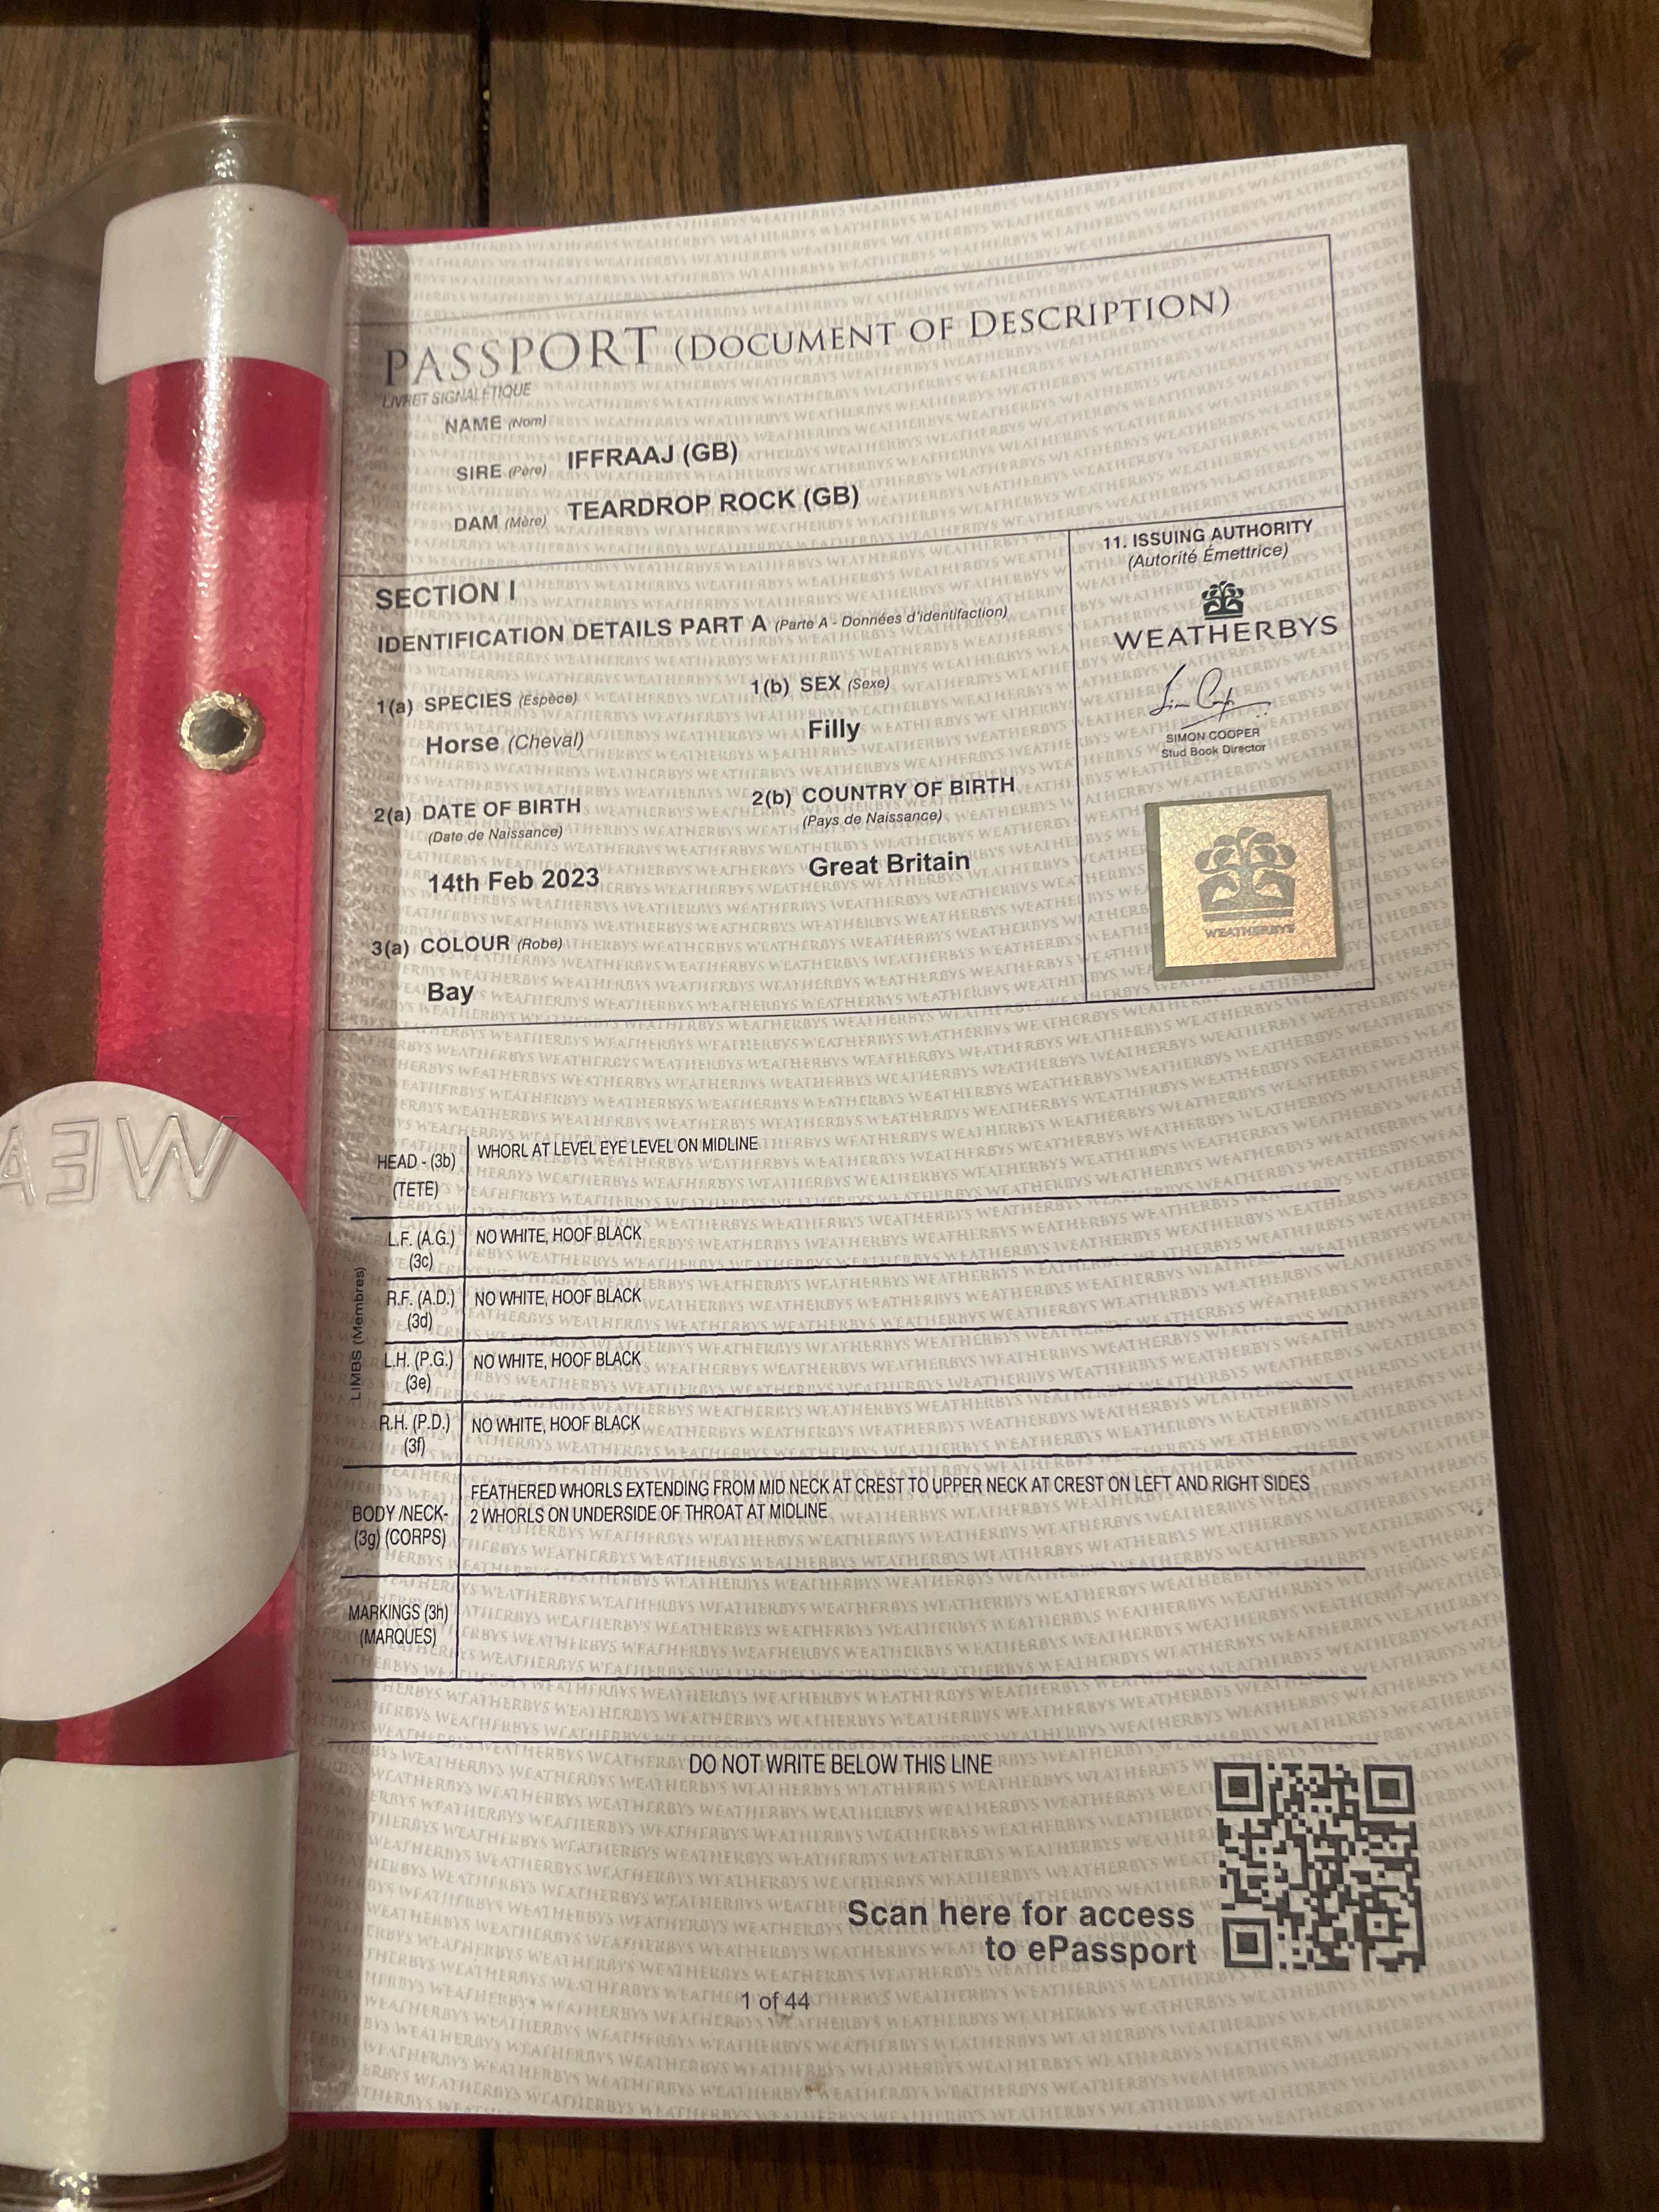 PASSPORT (DOCUMENT OF DESCRIPTION)
LIVRET SIGNALÉTIQUE
NAME (Nom)
SIRE (Père) IFFRAAJ (GB)
DAM (Mère) TEARDROP ROCK (GB)
SECTION I
IDENTIFICATION DETAILS PART A (Parte A - Données d'identifaction)
1(a) SPECIES (Espèce)
Horse (Cheval)
1(b) SEX (Sexe)
Filly
2(a) DATE OF BIRTH
(Date de Naissance)
14th Feb 2023
2(b) COUNTRY OF BIRTH
(Pays de Naissance)
Great Britain
3(a) COLOUR (Robe)
Bay
11. ISSUING AUTHORITY
(Autorité Émettrice)
WEATHERBYS
SIMON COOPER
Stud Book Director
WEATHERBYS
HEAD - (3b) WHORL AT LEVEL EYE LEVEL ON MIDLINE
(TETE)
LIMBS (Membres)
L.F. (A.G.) NO WHITE, HOOF BLACK
(3c)
R.F. (A.D.) NO WHITE, HOOF BLACK
(3d)
L.H. (P.G.) NO WHITE, HOOF BLACK
(3e)
R.H. (P.D.) NO WHITE, HOOF BLACK
(3f)
BODY /NECK- FEATHERED WHORLS EXTENDING FROM MID NECK AT CREST TO UPPER NECK AT CREST ON LEFT AND RIGHT SIDES
(3g) (CORPS) 2 WHORLS ON UNDERSIDE OF THROAT AT MIDLINE
MARKINGS (3h)
(MARQUES)
DO NOT WRITE BELOW THIS LINE
Scan here for access
to ePassport
1 of 44
WEA